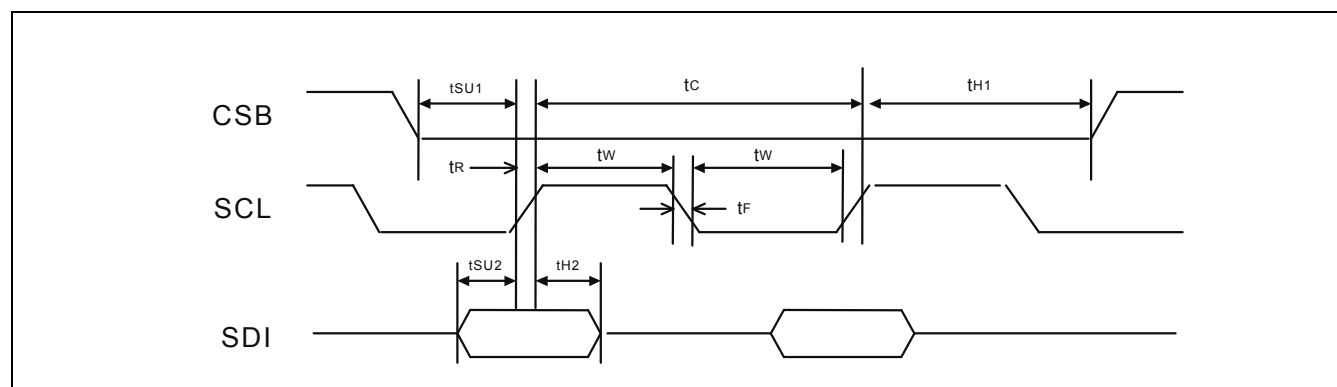 tSU1
tC
tH1
CSB
tR
tW
tW
SCL
tF
tSU2
tH2
SDI